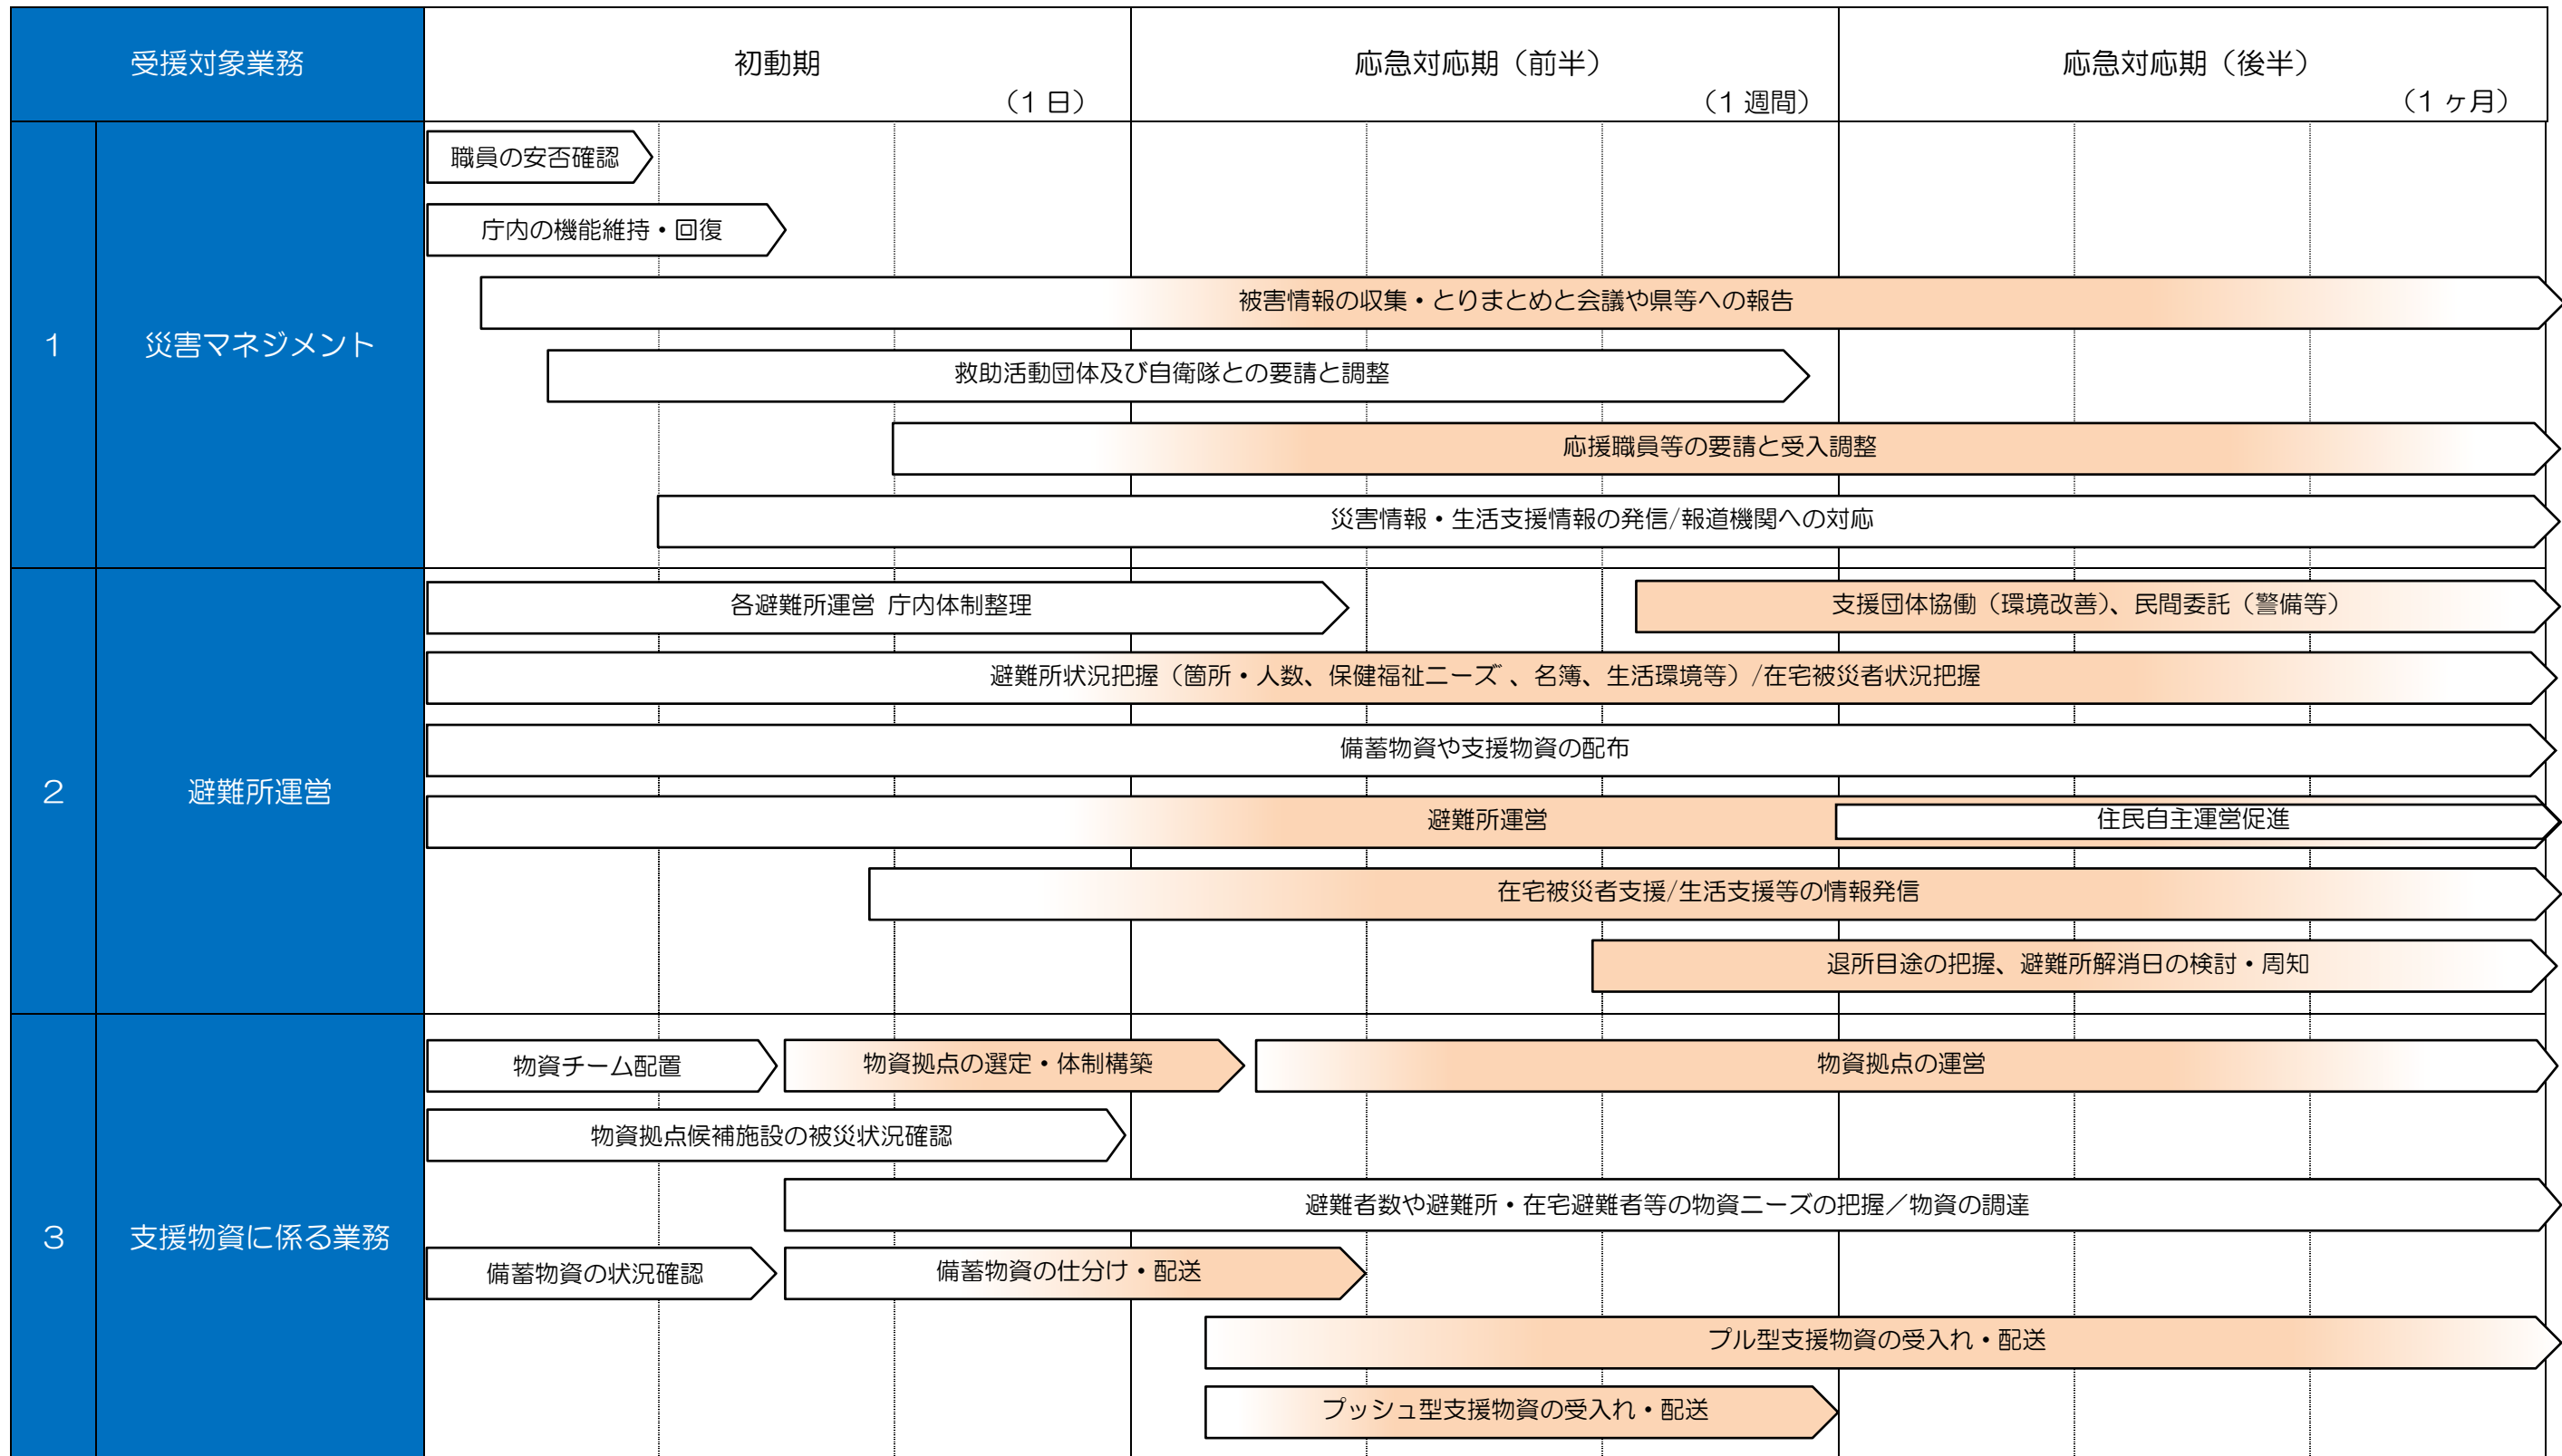 受援対象業務
初動期
（1 日）
応急対応期（前半）
（1 週間）
応急対応期（後半）
（1 ヶ月）
1
災害マネジメント
職員の安否確認
庁内の機能維持・回復
被害情報の収集・とりまとめと会議や県等への報告
救助活動団体及び自衛隊との要請と調整
応援職員等の要請と受入調整
災害情報・生活支援情報の発信/報道機関への対応
2
避難所運営
各避難所運営 庁内体制整理
支援団体協働（環境改善）、民間委託（警備等）
避難所状況把握（箇所・人数、保健福祉ニーズ、名簿、生活環境等）/在宅被災者状況把握
備蓄物資や支援物資の配布
避難所運営
住民自主運営促進
在宅被災者支援/生活支援等の情報発信
退所目途の把握、避難所解消日の検討・周知
3
支援物資に係る業務
物資チーム配置
物資拠点の選定・体制構築
物資拠点の運営
物資拠点候補施設の被災状況確認
避難者数や避難所・在宅避難者等の物資ニーズの把握／物資の調達
備蓄物資の状況確認
備蓄物資の仕分け・配送
プル型支援物資の受入れ・配送
プッシュ型支援物資の受入れ・配送